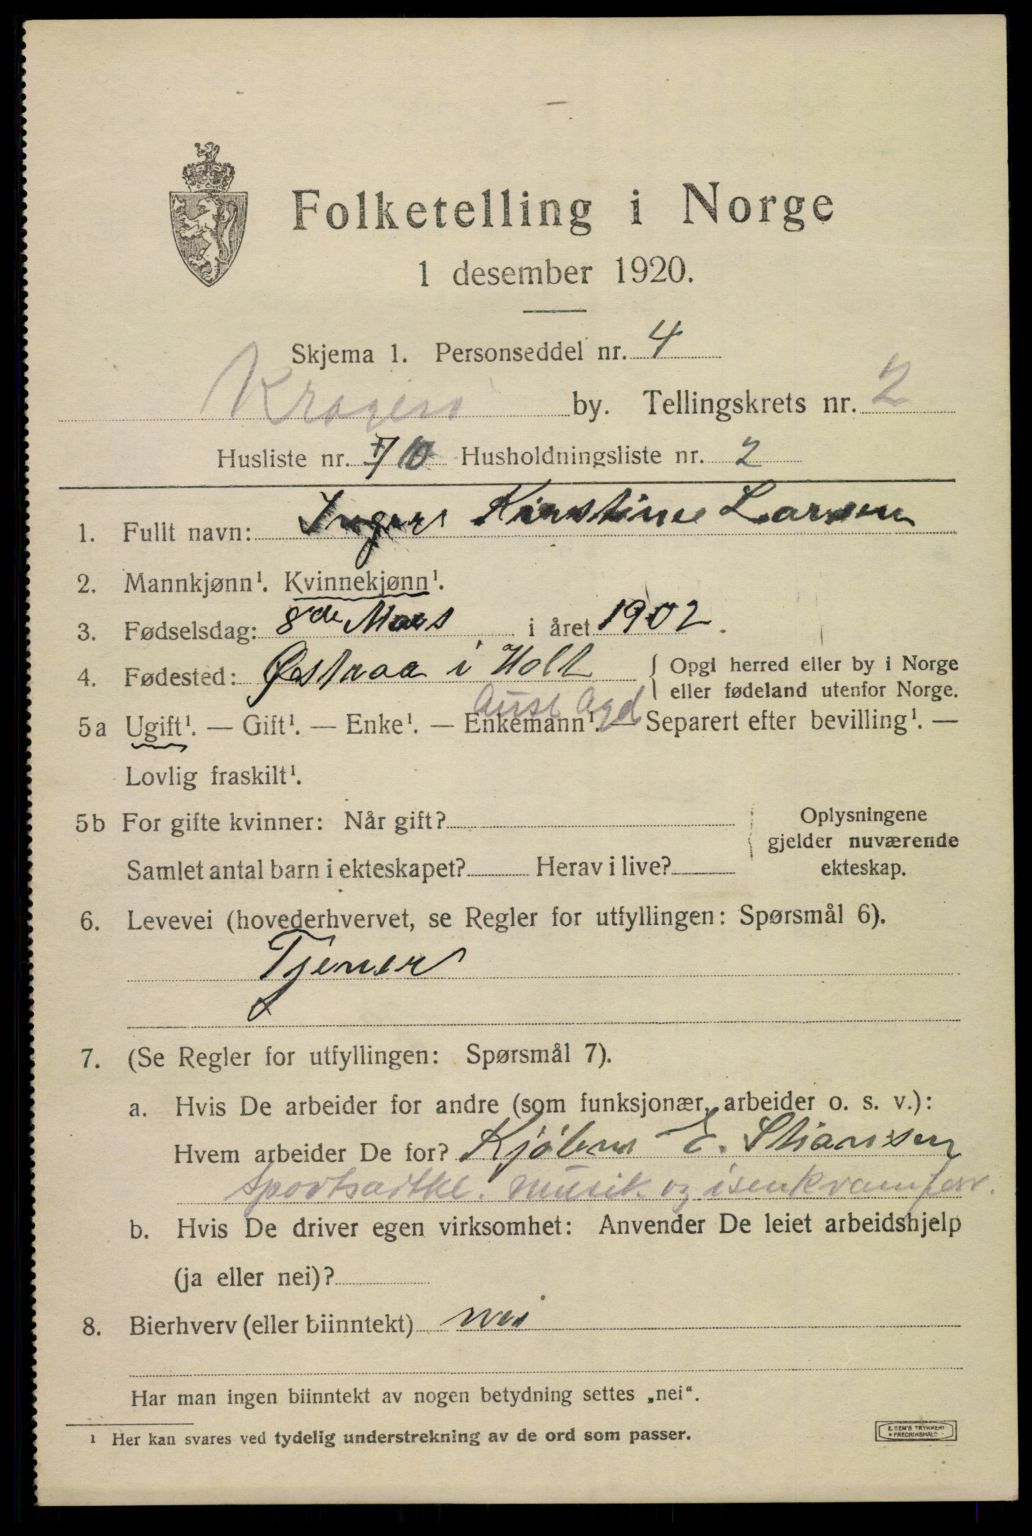 Folketelling i Norge
1 desember 1920.
Skjema 1. Personseddel nr. 4
Kragerø by. Tellingskrets nr. 2
Husliste nr. 10 Husholdningsliste nr. 2
1. Fullt navn: Inger Kirstine Larsen
2. Mannkjønn¹. Kvinnekjønn¹.
3. Fødselsdag: 8de Mars i året 1902.
4. Fødested: Østraa i Holt { Opgi herred eller by i Norge
eller fødeland utenfor Norge.
Aust Agd
5a Ugift¹. — Gift¹. — Enke¹. — Enkemann¹. — Separert efter bevilling¹. —
Lovlig fraskilt¹.
5b For gifte kvinner: Når gift? Oplysningene
gjelder nuværende
Samlet antal barn i ekteskapet? Herav i live? ekteskap.
6. Levevei (hovederhvervet, se Regler for utfyllingen: Spørsmål 6).
Tjener
7. (Se Regler for utfyllingen: Spørsmål 7).
a. Hvis De arbeider for andre (som funksjonær, arbeider o. s. v.):
Hvem arbeider De for? Kjøbm E. Stiansen
Sportsartkl. musik og isenkramforr.
b. Hvis De driver egen virksomhet: Anvender De leiet arbeidshjelp
(ja eller nei)?
8. Bierhverv (eller biinntekt) nei
Har man ingen biinntekt av nogen betydning settes „nei“.
¹ Her kan svares ved tydelig understrekning av de ord som passer.